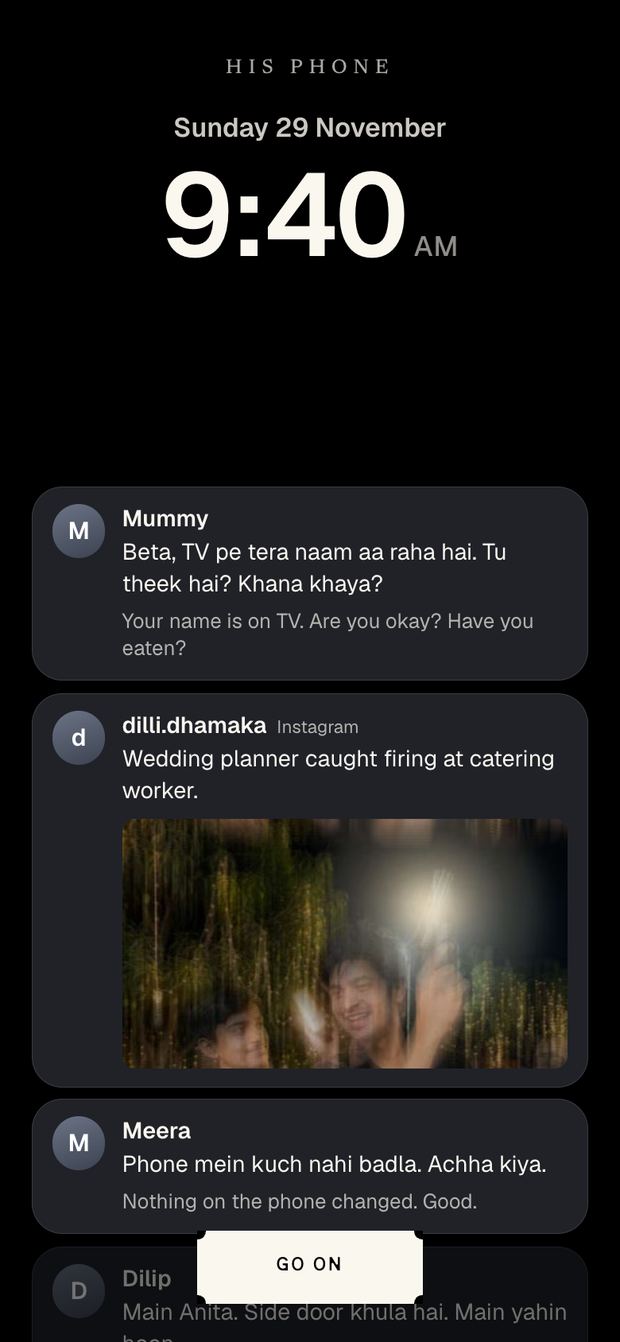 HIS PHONE
Sunday 29 November
9:40 AM
M
Mummy
Beta, TV pe tera naam aa raha hai. Tu
theek hai? Khana khaya?
Your name is on TV. Are you okay? Have you
eaten?
d
dilli.dhamaka Instagram
Wedding planner caught firing at catering
worker.
M
Meera
Phone mein kuch nahi badla. Achha kiya.
Nothing on the phone changed. Good.
GO ON
D
Dilip
Main Anita. Side door khula hai. Main yahin